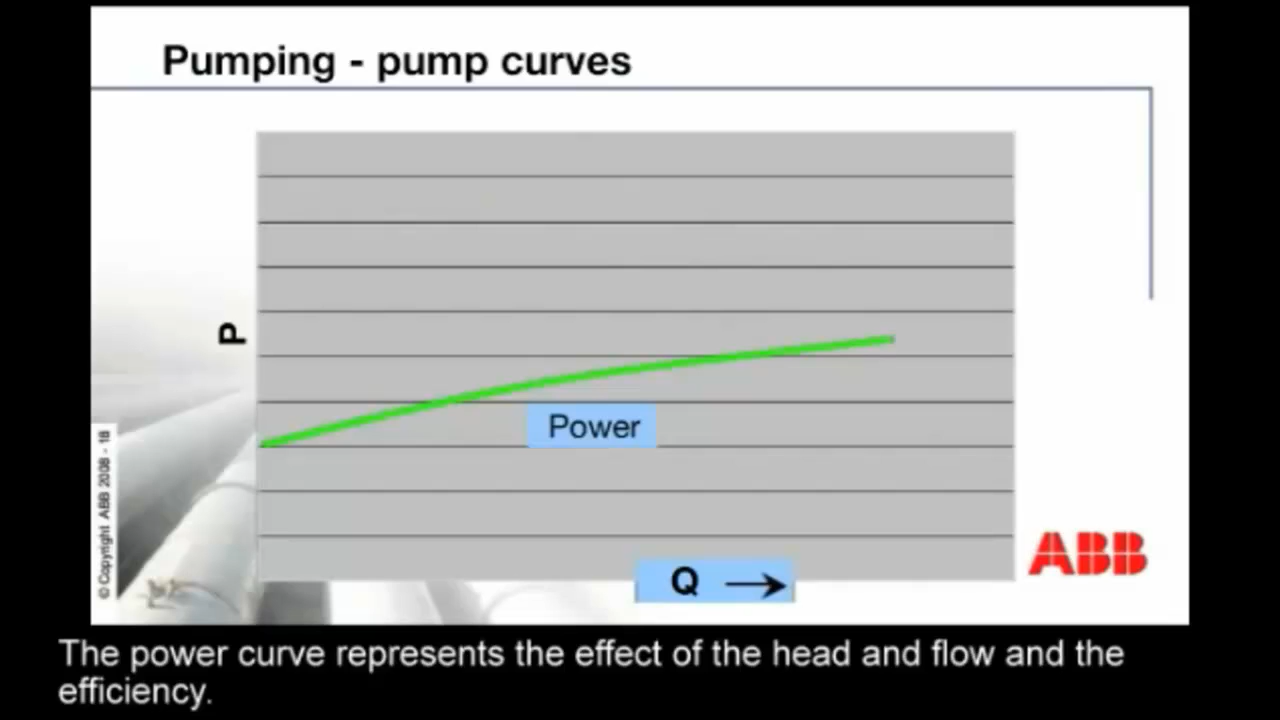 Pumping - pump curves
P
Power
Q →
© Copyright ABB 2008 - 18
ABB
The power curve represents the effect of the head and flow and the
efficiency.